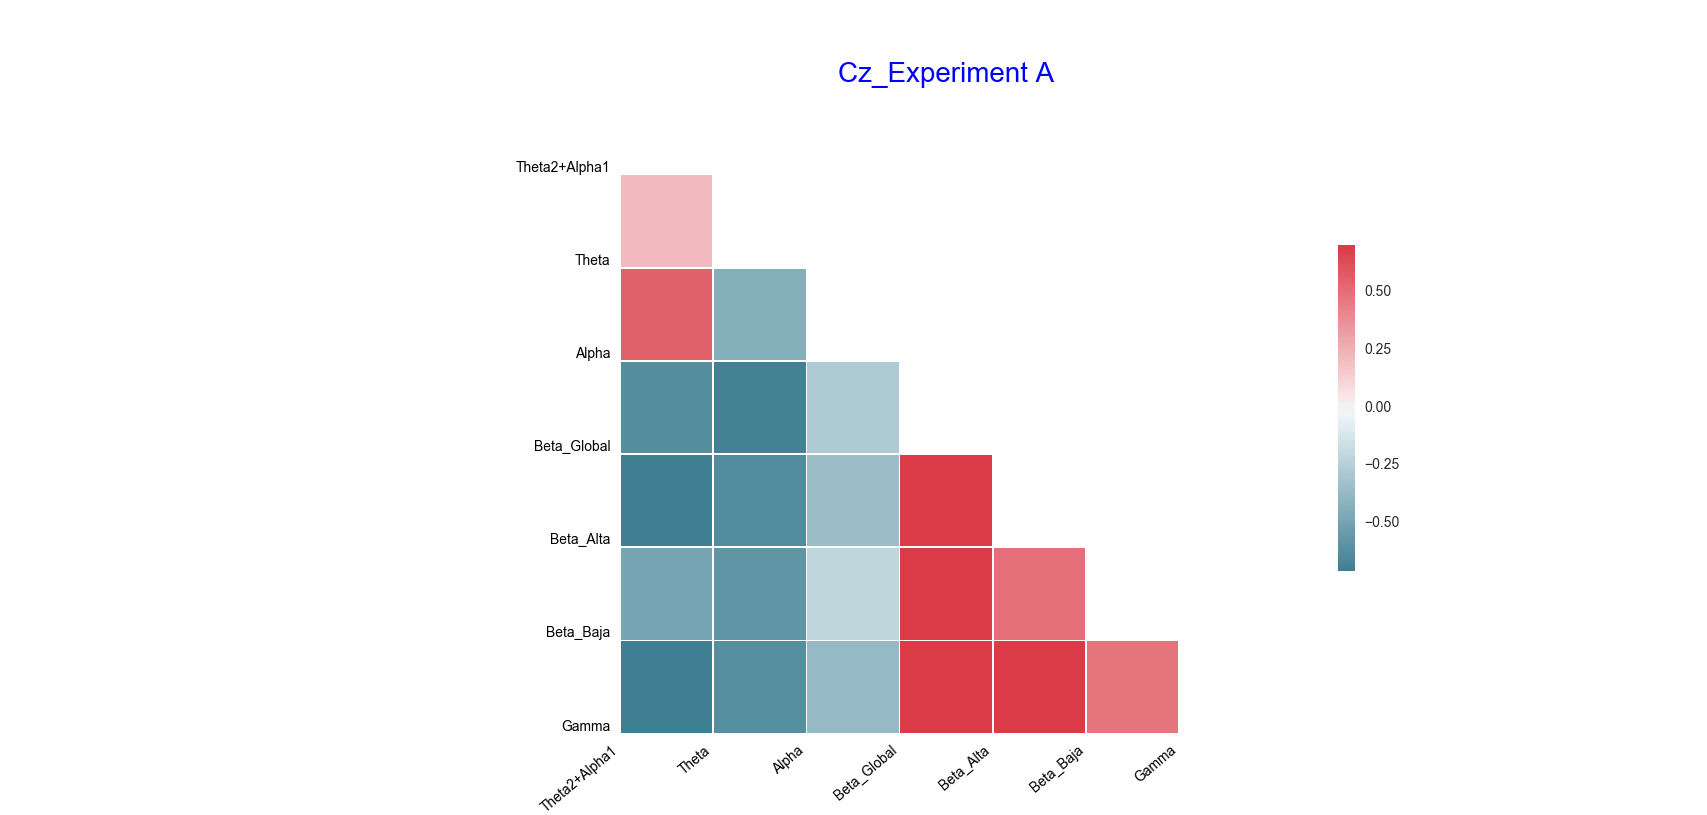 Cz_Experiment A
Theta2+Alpha1
Theta
Alpha
Beta_Global
Beta_Alta
Beta_Baja
Gamma
Theta2+Alpha1
Theta
Alpha
Beta_Global
Beta_Alta
Beta_Baja
Gamma
0.50
0.25
0.00
−0.25
−0.50